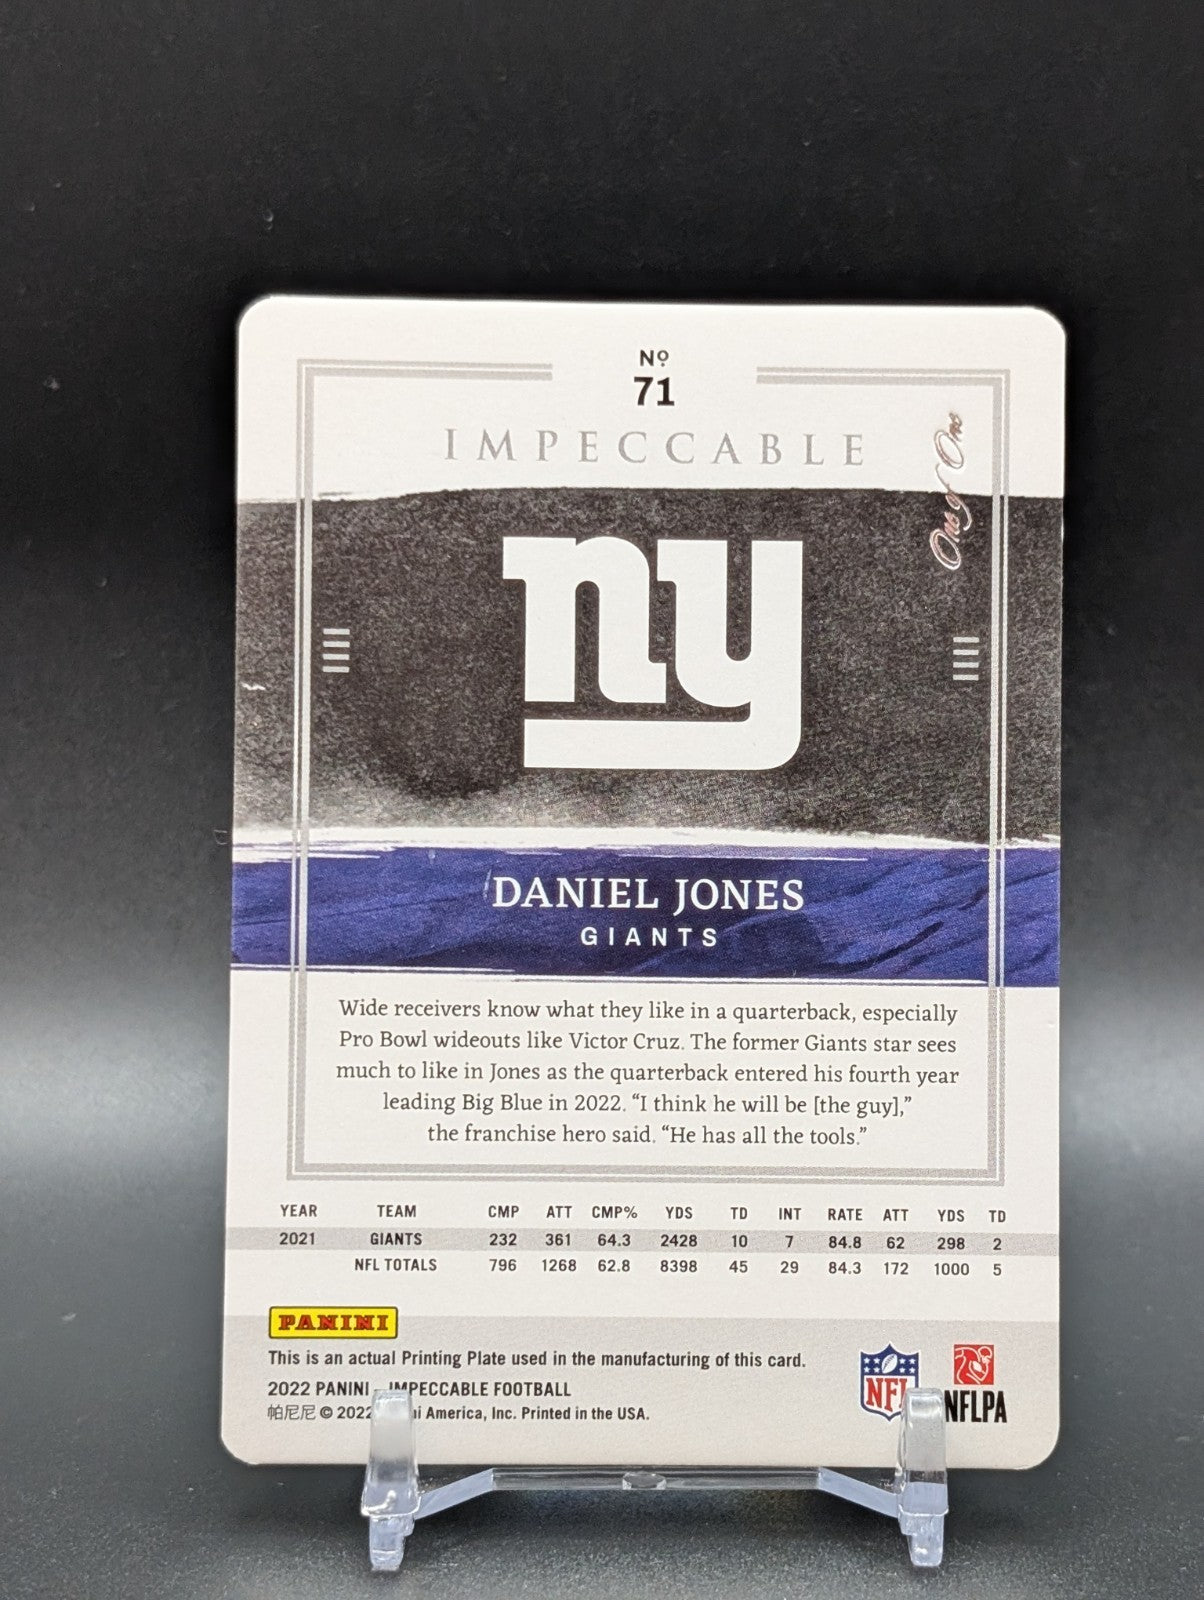 Nº
71
IMPECCABLE
One of One
ny
DANIEL JONES
GIANTS
Wide receivers know what they like in a quarterback, especially
Pro Bowl wideouts like Victor Cruz. The former Giants star sees
much to like in Jones as the quarterback entered his fourth year
leading Big Blue in 2022. “I think he will be [the guy],”
the franchise hero said. “He has all the tools.”
YEAR TEAM CMP ATT CMP% YDS TD INT RATE ATT YDS TD
2021 GIANTS 232 361 64.3 2428 10 7 84.8 62 298 2
NFL TOTALS 796 1268 62.8 8398 45 29 84.3 172 1000 5
PANINI
This is an actual Printing Plate used in the manufacturing of this card.
2022 PANINI - IMPECCABLE FOOTBALL
帕尼尼 © 2022 America, Inc. Printed in the USA.
NFL
NFLPA